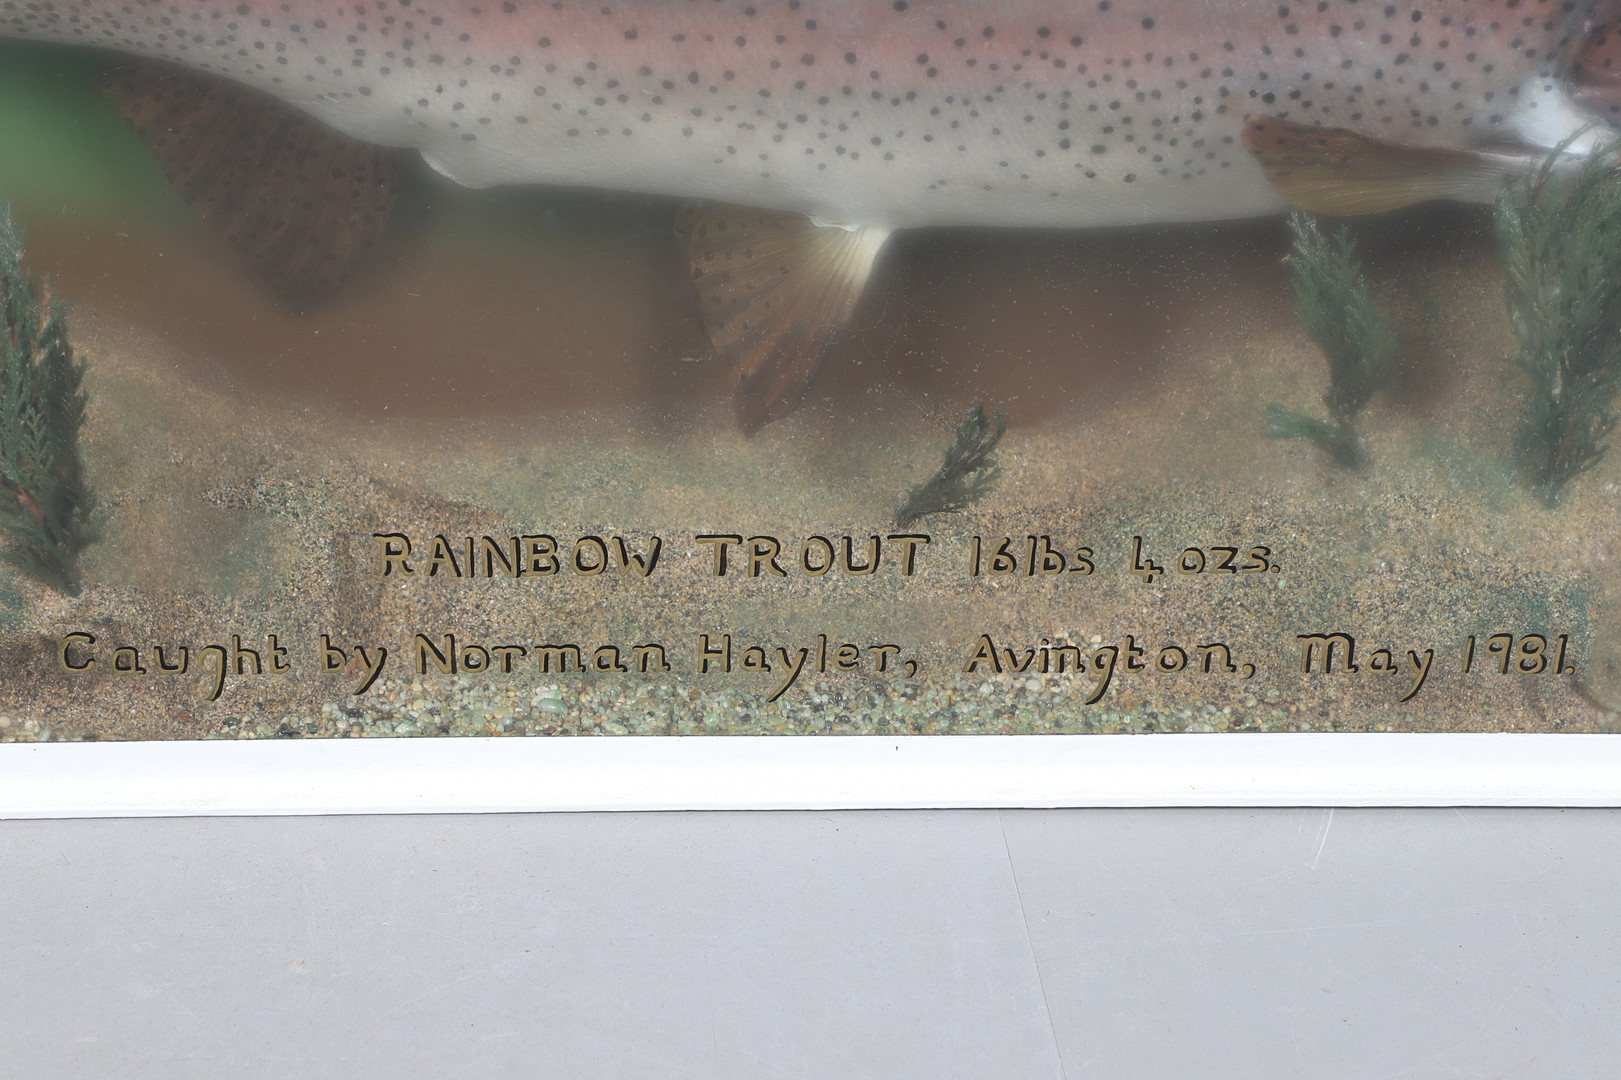 RAINBOW TROUT 16lbs 4ozs.
Caught by Norman Hayler, Avington, May 1981.